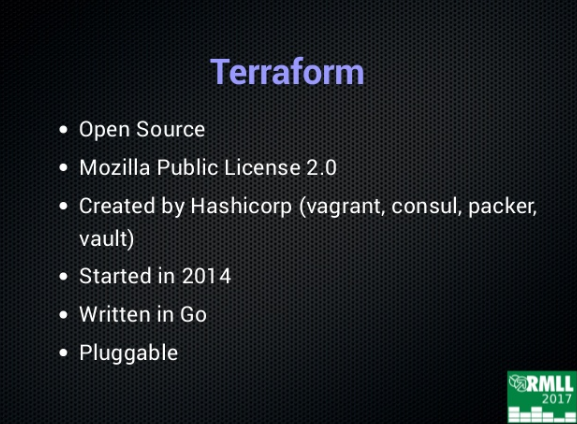 Terraform
• Open Source
• Mozilla Public License 2.0
• Created by Hashicorp (vagrant, consul, packer,
vault)
• Started in 2014
• Written in Go
• Pluggable
RMLL
2017